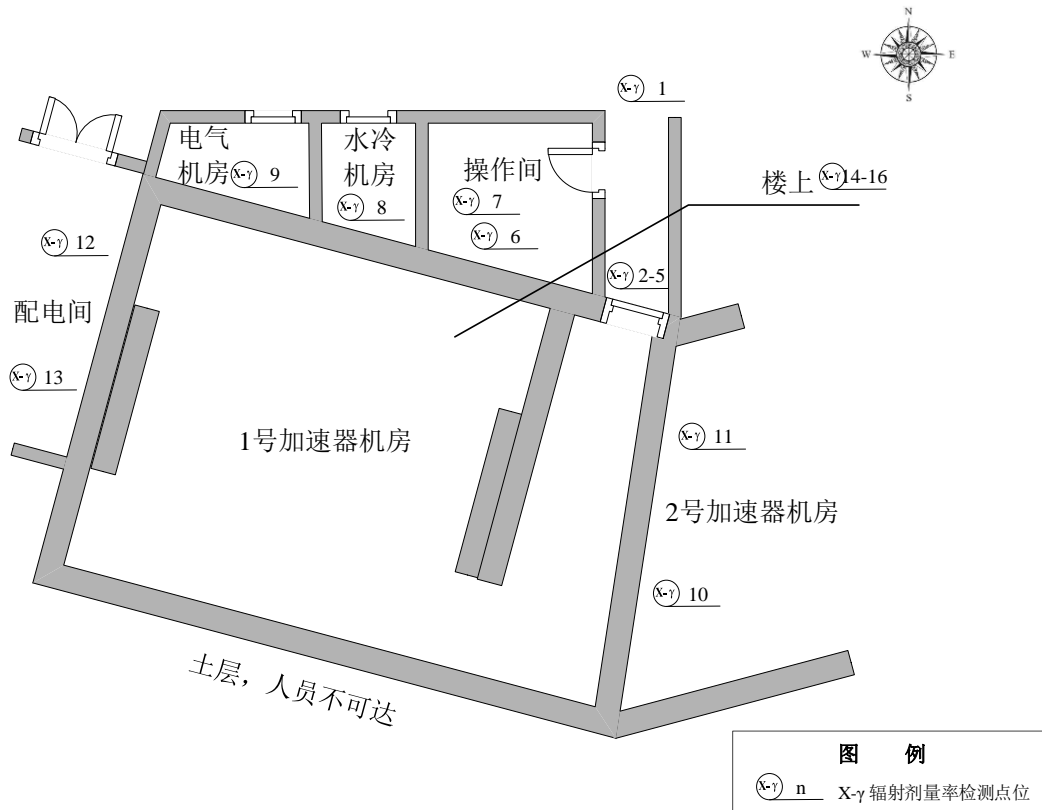 N
W
E
S
X-γ 1
电气
机房 X-γ 9
水冷
机房
X-γ 8
操作间
X-γ 7
X-γ 6
楼上 X-γ 14-16
X-γ 12
X-γ 2-5
配电间
X-γ 13
1号加速器机房
X-γ 11
2号加速器机房
X-γ 10
土层，人员不可达
图 例
X-γ n X-γ 辐射剂量率检测点位